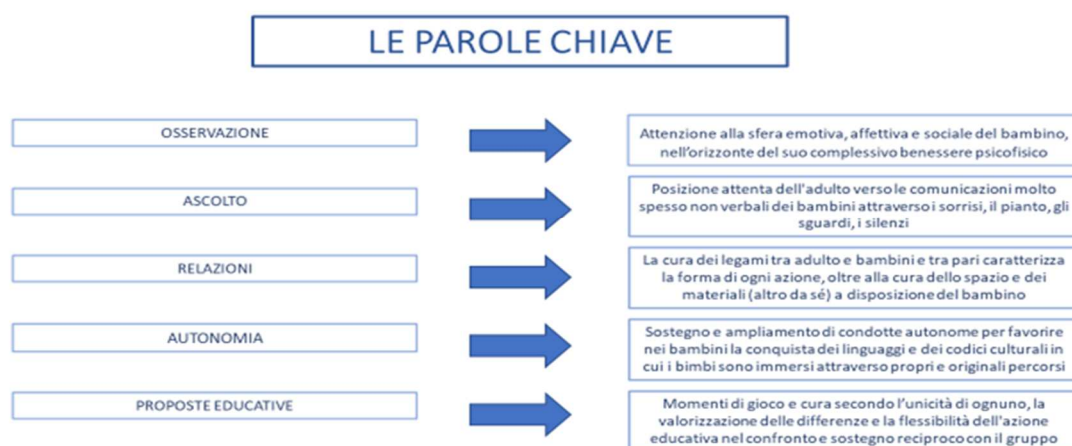 LE PAROLE CHIAVE
OSSERVAZIONE
Attenzione alla sfera emotiva, affettiva e sociale del bambino,
nell'orizzonte del suo complessivo benessere psicofisico
ASCOLTO
Posizione attenta dell'adulto verso le comunicazioni molto
spesso non verbali dei bambini attraverso i sorrisi, il pianto, gli
sguardi, i silenzi
RELAZIONI
La cura dei legami tra adulto e bambini e tra pari caratterizza
la forma di ogni azione, oltre alla cura dello spazio e dei
materiali (altro da sé) a disposizione del bambino
AUTONOMIA
Sostegno e ampliamento di condotte autonome per favorire
nei bambini la conquista dei linguaggi e dei codici culturali in
cui i bimbi sono immersi attraverso propri e originali percorsi
PROPOSTE EDUCATIVE
Momenti di gioco e cura secondo l'unicità di ognuno, la
valorizzazione delle differenze e la flessibilità dell'azione
educativa nel confronto e sostegno reciproco con il gruppo